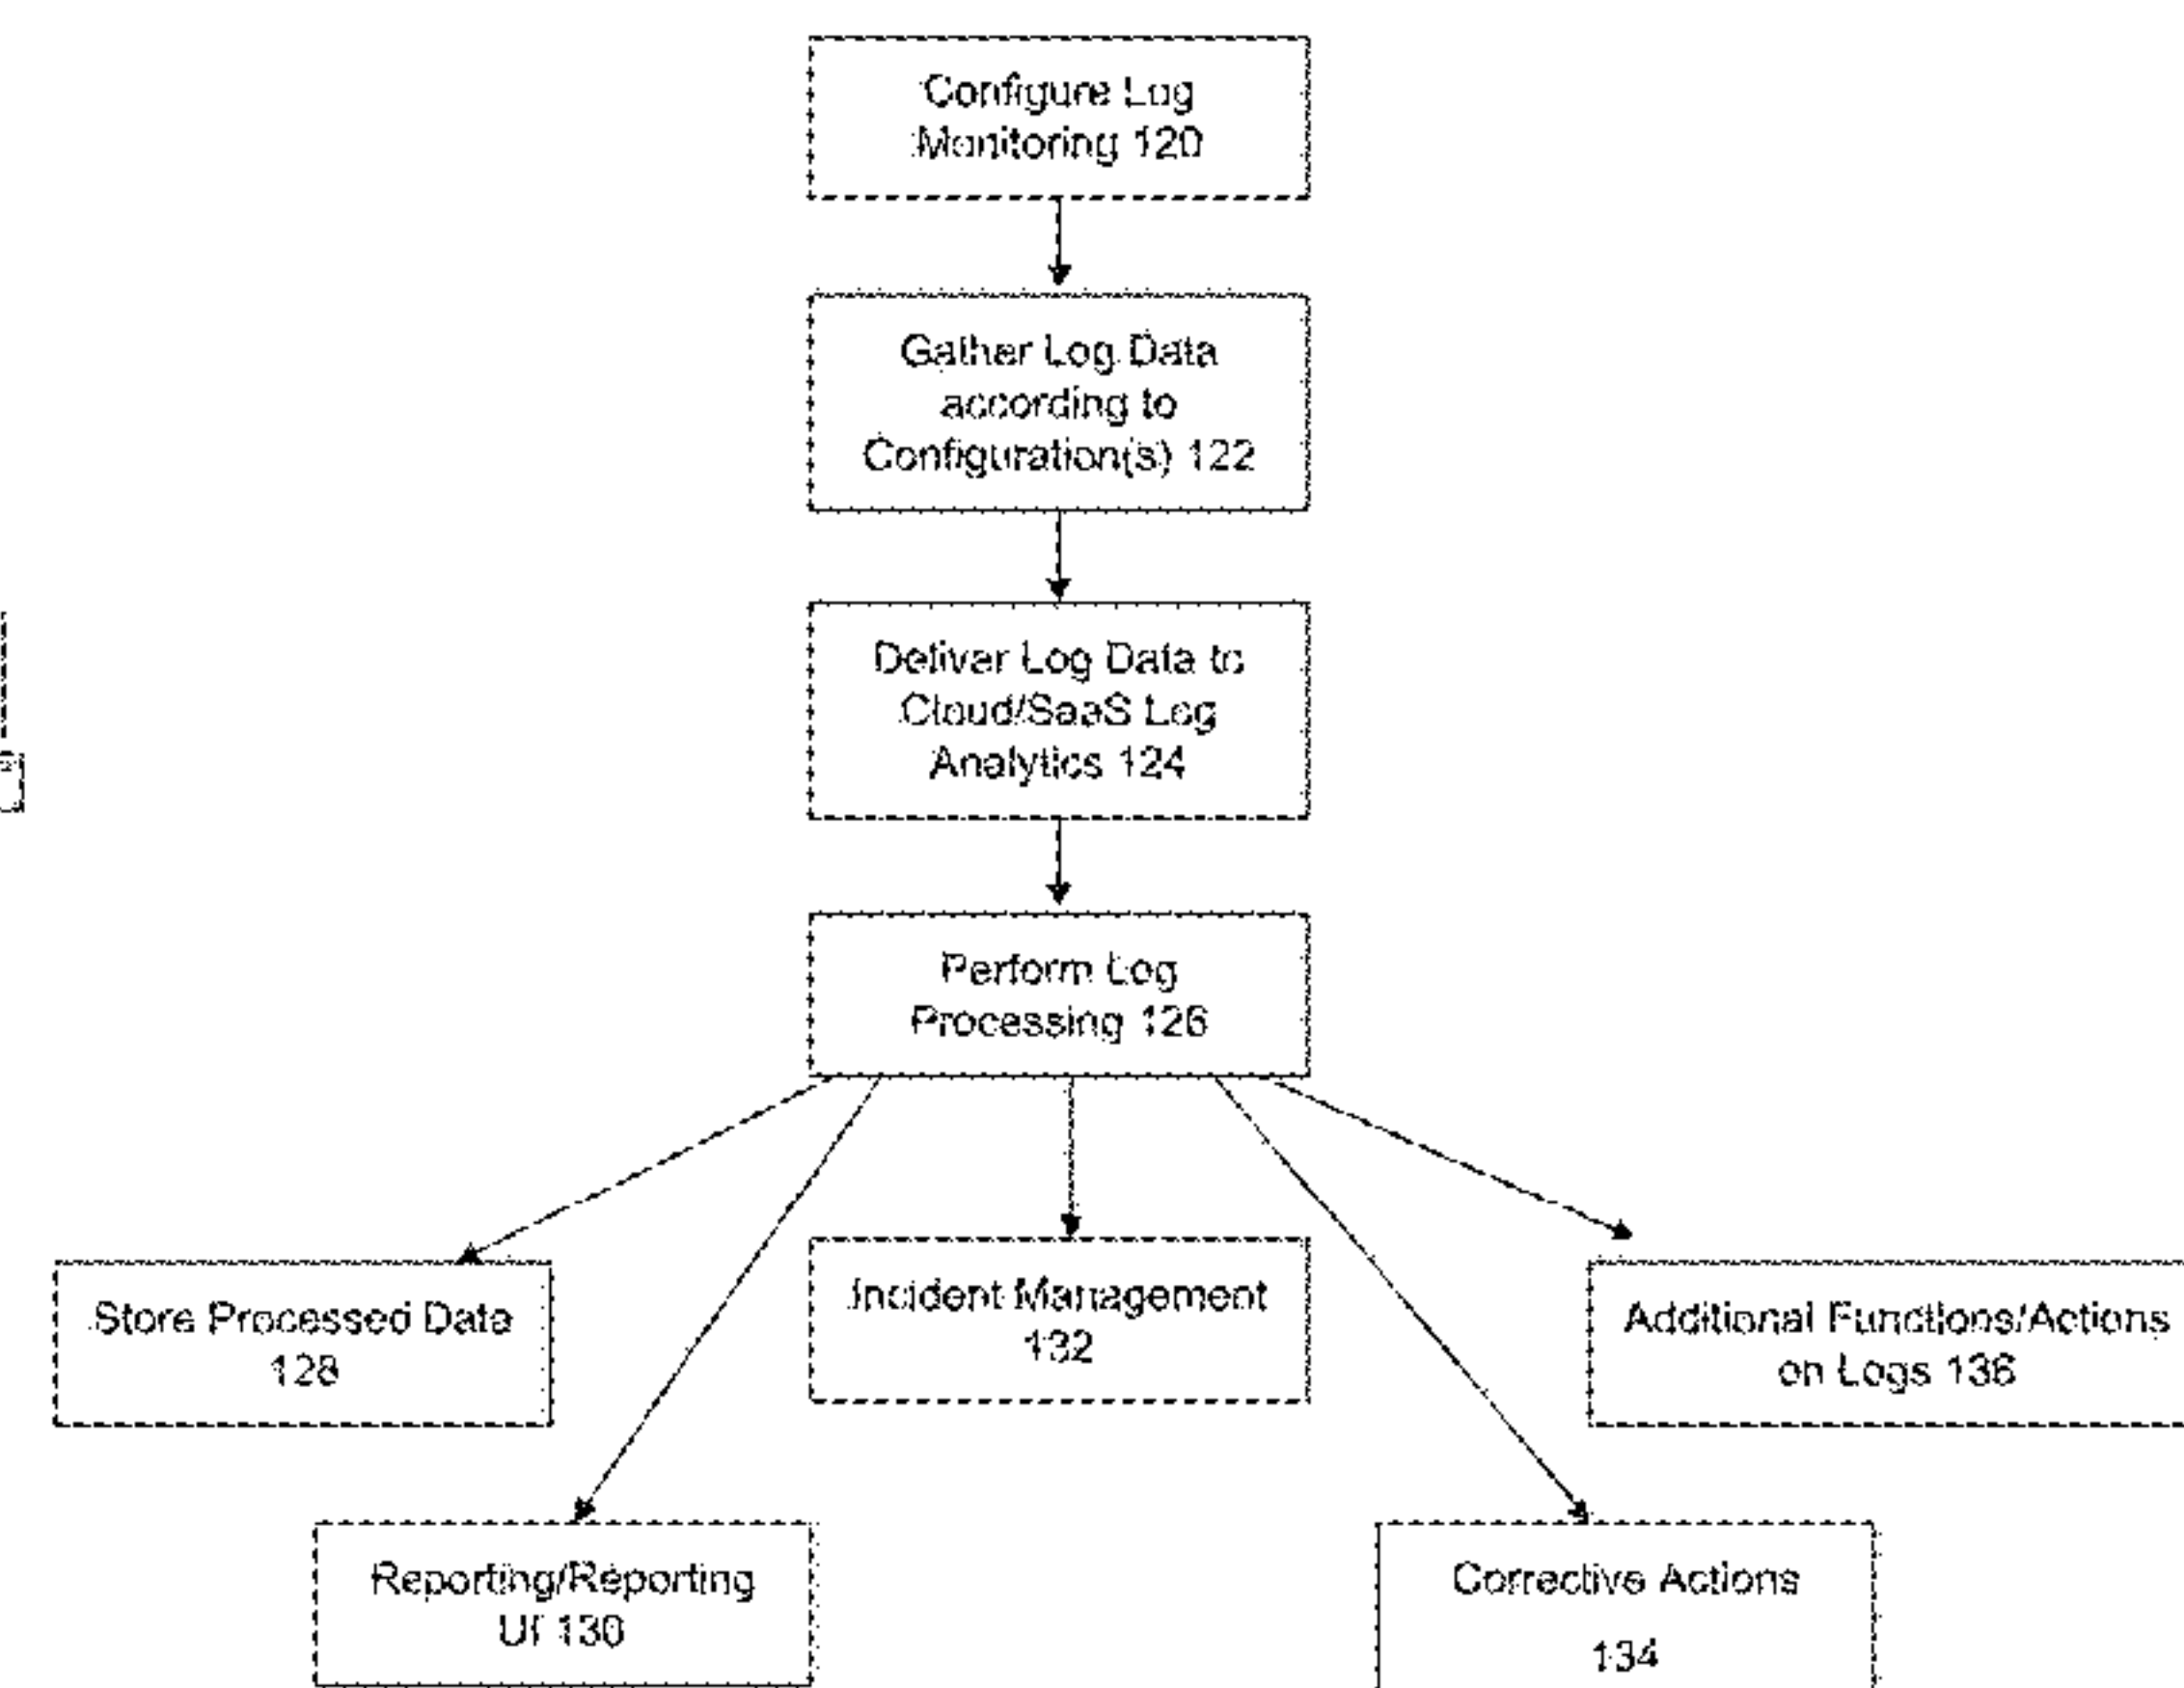 Configure Log
Monitoring 120
Gather Log Data
according to
Configuration(s) 122
Deliver Log Data to
Cloud/SaaS Log
Analytics 124
Perform Log
Processing 126
Store Processed Data
128
Incident Management
132
Additional Functions/Actions
on Logs 136
Reporting/Reporting
UI 130
Corrective Actions
134